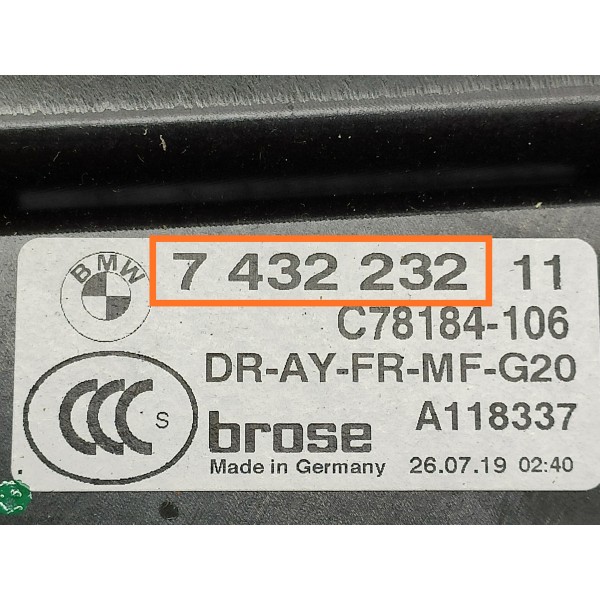 BMW
7 432 232 11
C78184-106
DR-AY-FR-MF-G20
CCC S
brose
A118337
Made in Germany
26.07.19 02:40